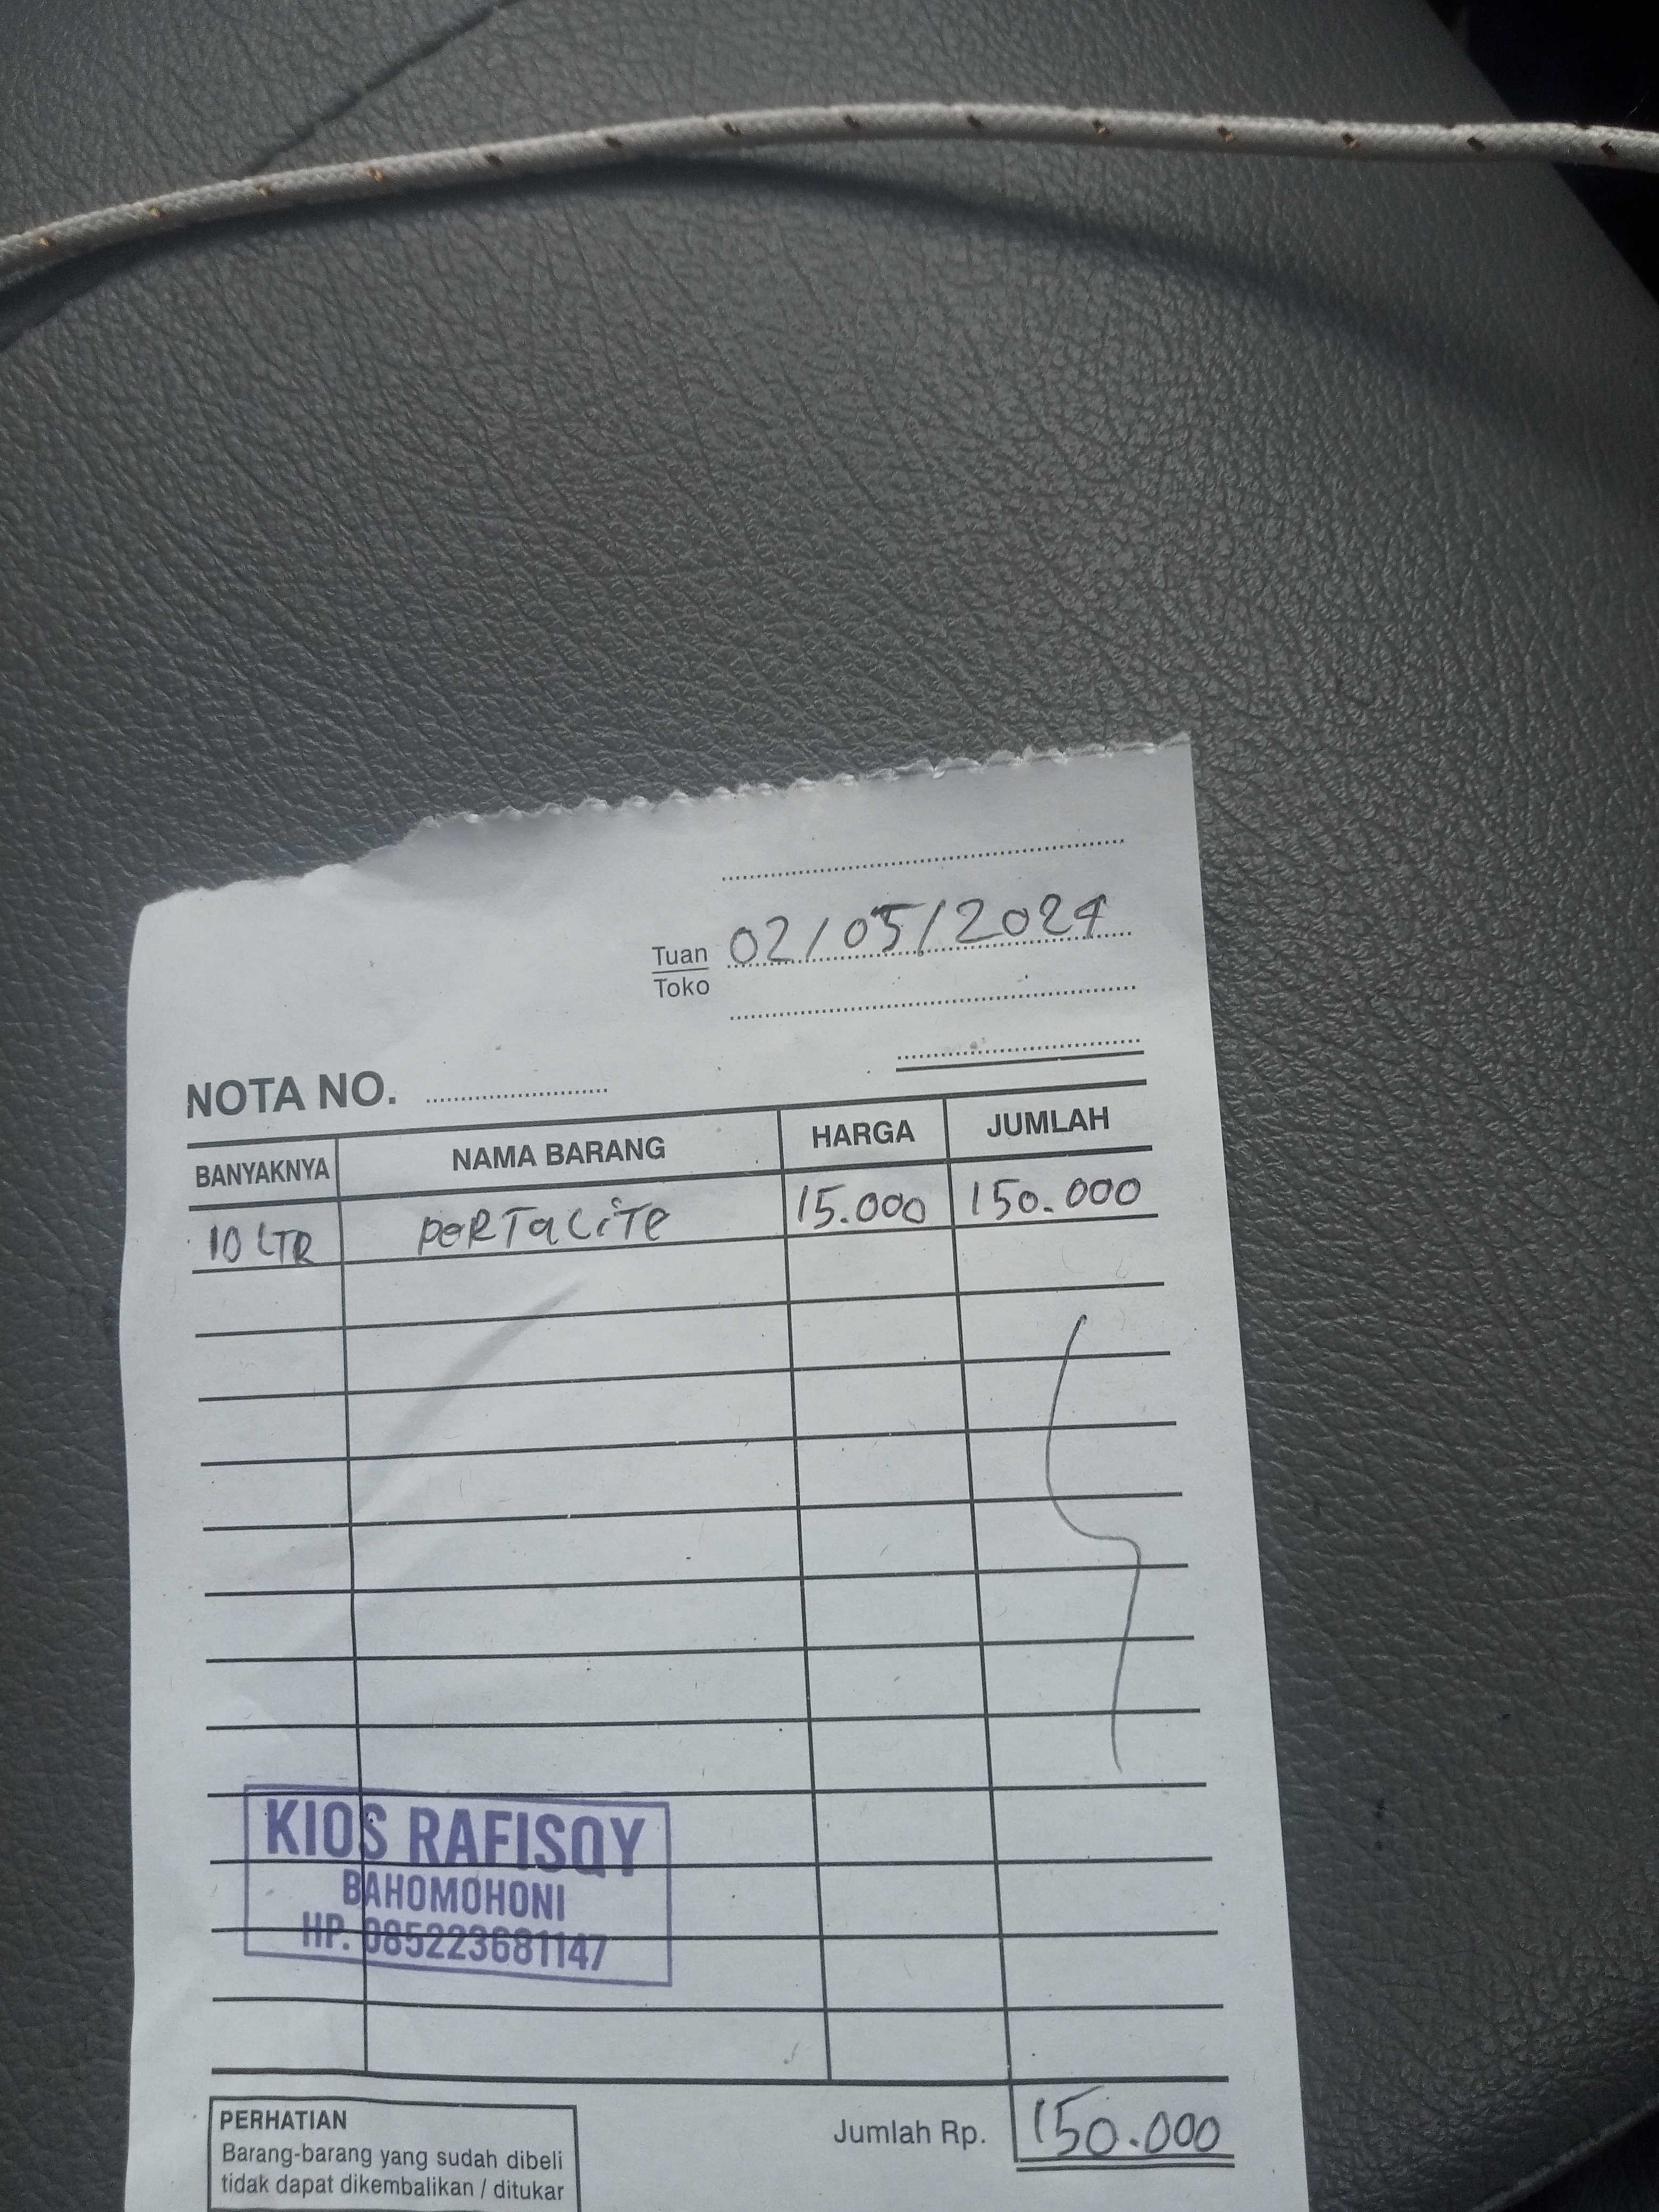 Tuan 02/05/2024
Toko
NOTA NO.
BANYAKNYA NAMA BARANG HARGA JUMLAH
10 LTR PERTALITE 15.000 150.000
KIOS RAFISQY
BAHOMOHONI
HP. 085223681147
Jumlah Rp. 150.000
PERHATIAN
Barang-barang yang sudah dibeli
tidak dapat dikembalikan / ditukar